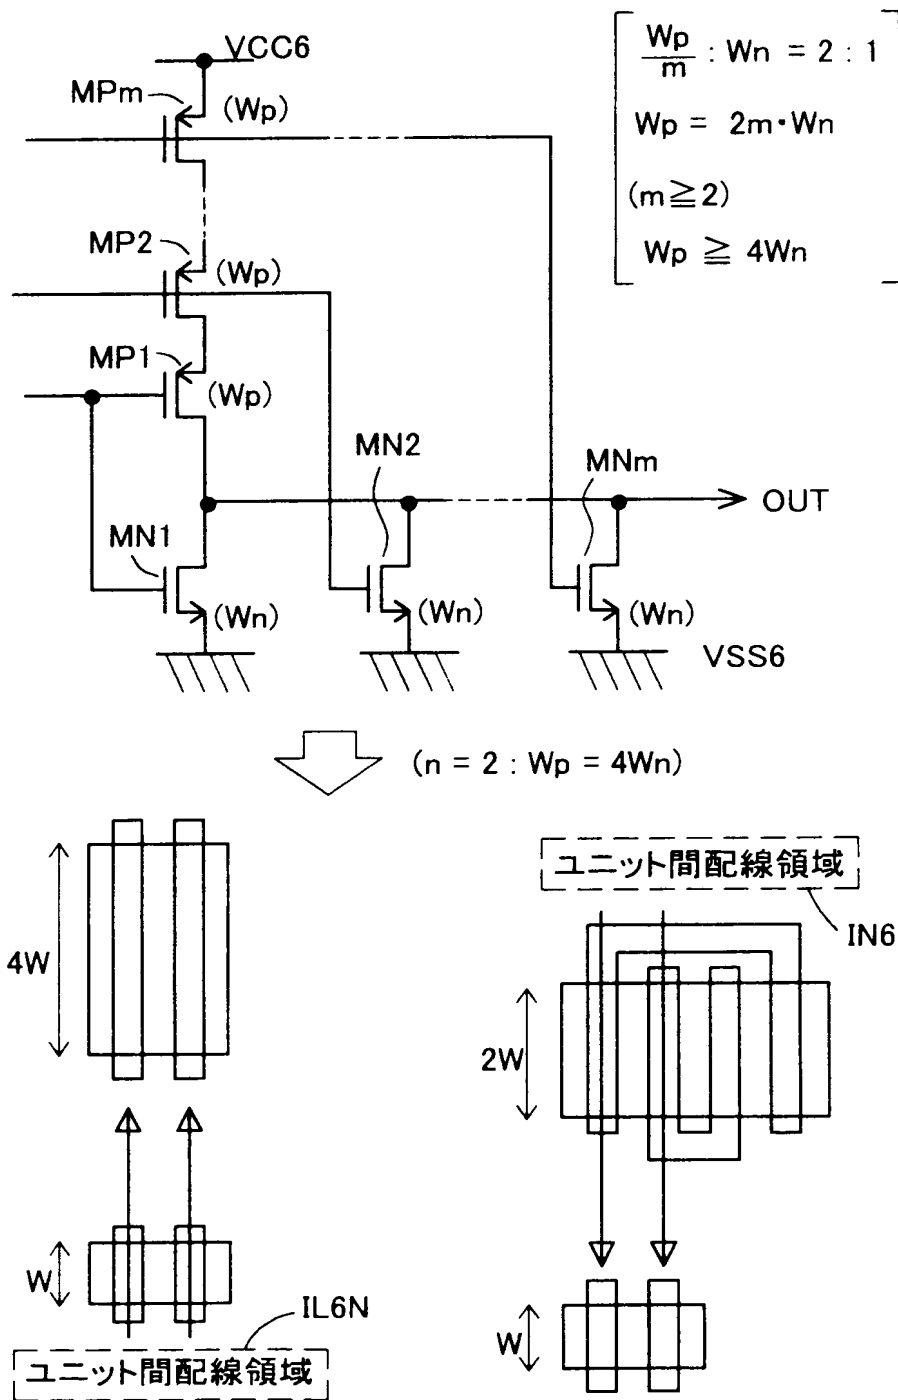 VCC6
MPm
(Wp)
Wp/m : Wn = 2 : 1
Wp = 2m・Wn
(m≧2)
Wp ≧ 4Wn
MP2
(Wp)
MP1
(Wp)
MN2
MNm
OUT
MN1
(Wn)
(Wn)
(Wn)
VSS6
(n = 2 : Wp = 4Wn)
ユニット間配線領域
IN6
4W
2W
W
IL6N
W
ユニット間配線領域